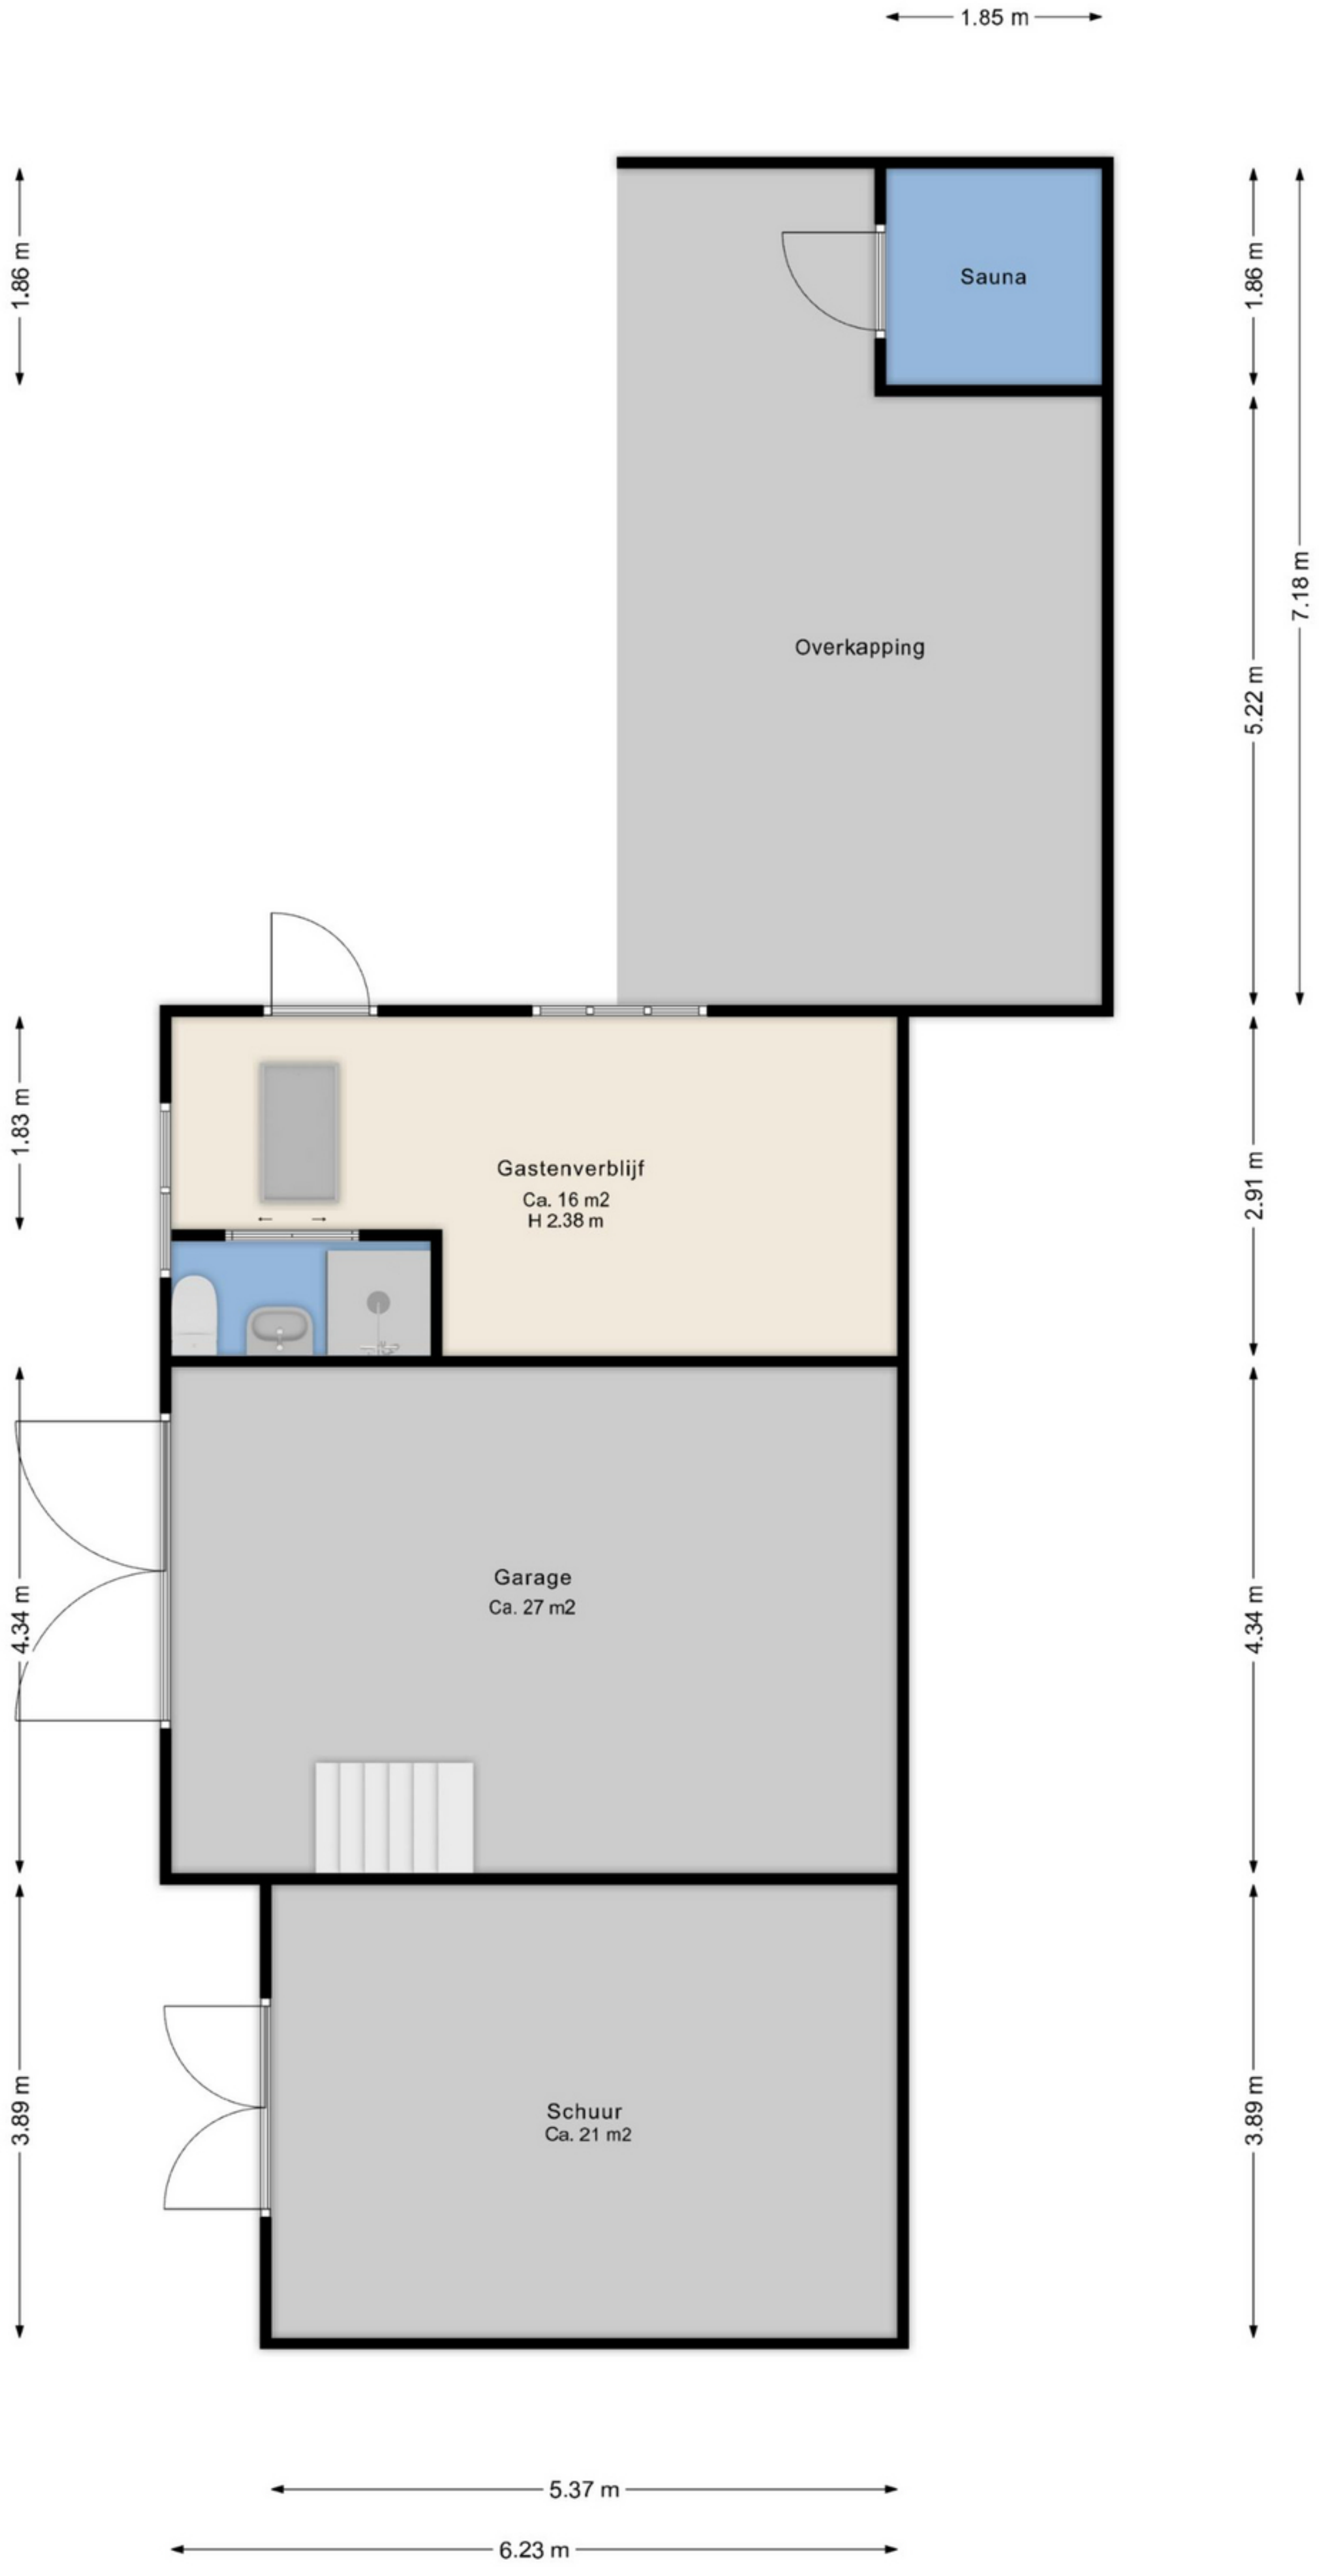 1.85 m
1.86 m
1.86 m
Sauna
7.18 m
Overkapping
5.22 m
1.83 m
2.91 m
Gastenverblijf
Ca. 16 m2
H 2.38 m
Garage
Ca. 27 m2
4.34 m
4.34 m
Schuur
Ca. 21 m2
3.89 m
3.89 m
5.37 m
6.23 m